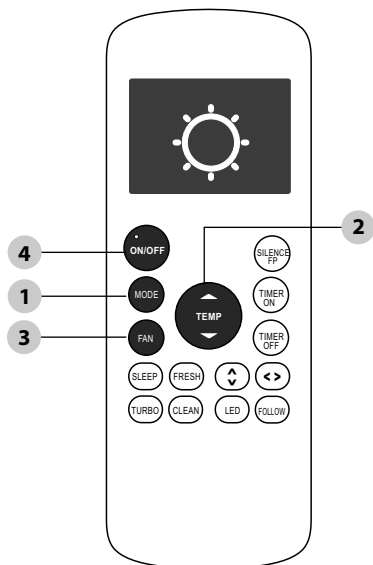 2
4
ON/OFF
SILENCE
FP
1
MODE
TEMP
TIMER
ON
3
FAN
TIMER
OFF
SLEEP
FRESH
TURBO
CLEAN
LED
FOLLOW